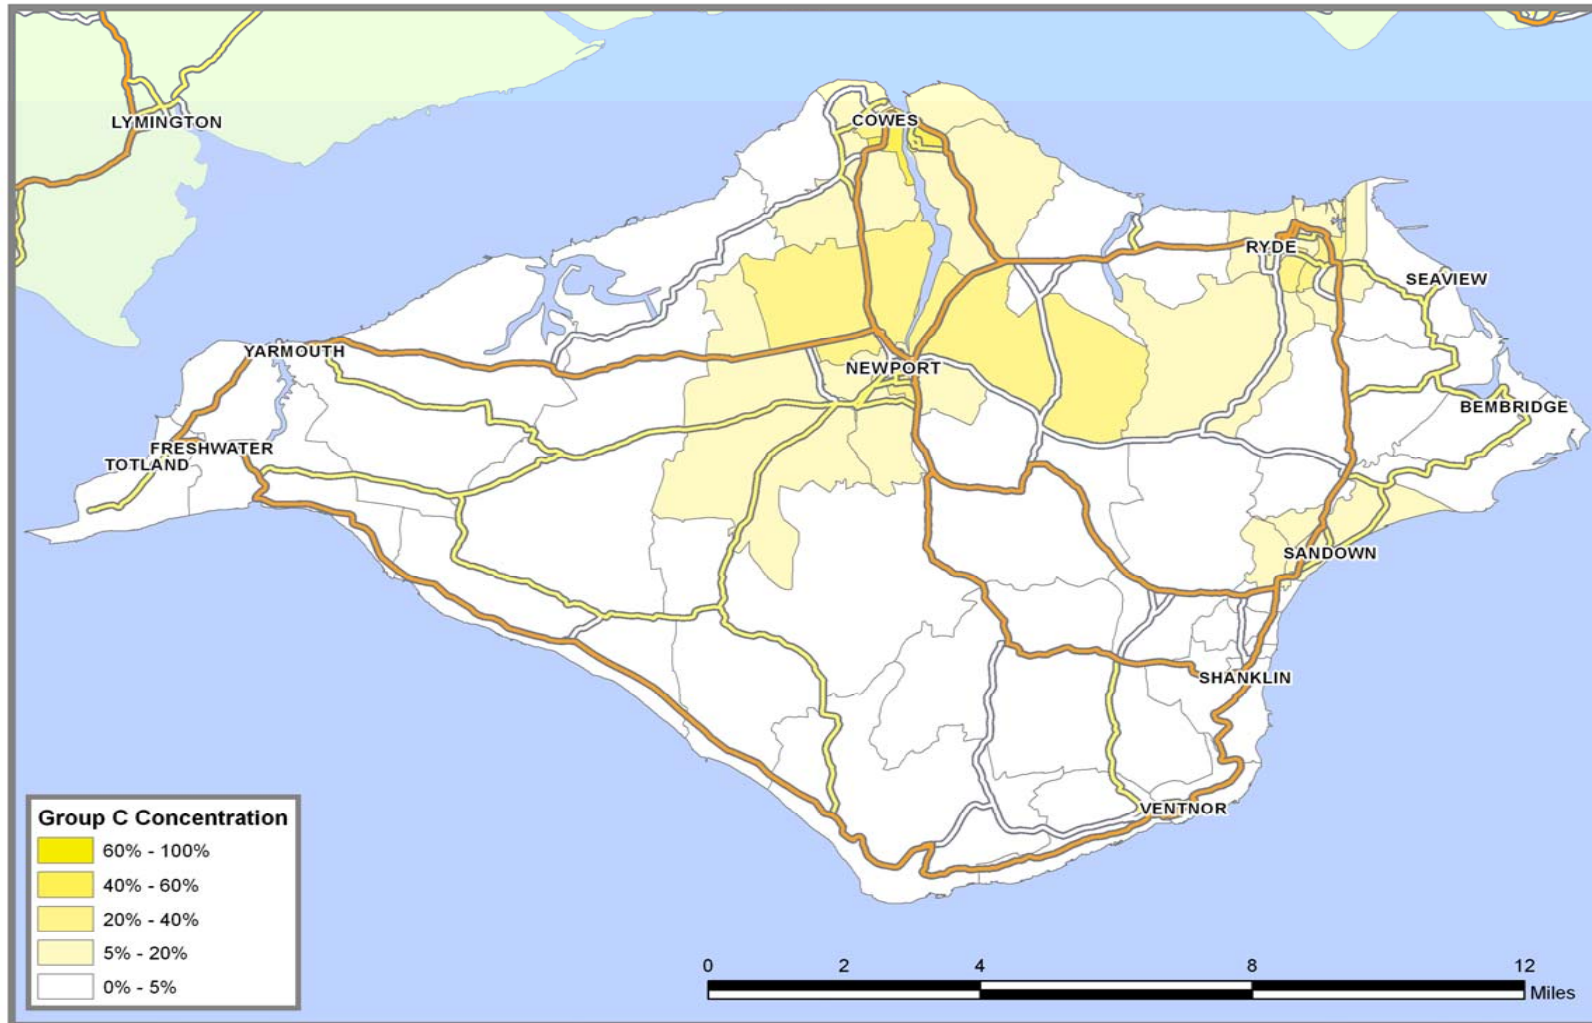 LYMINGTON
COWES
RYDE
SEAVIEW
YARMOUTH
NEWPORT
BEMBRIDGE
FRESHWATER
TOTLAND
SANDOWN
SHANKLIN
VENTNOR
Group C Concentration
60% - 100%
40% - 60%
20% - 40%
5% - 20%
0% - 5%
0 2 4 8 12
Miles